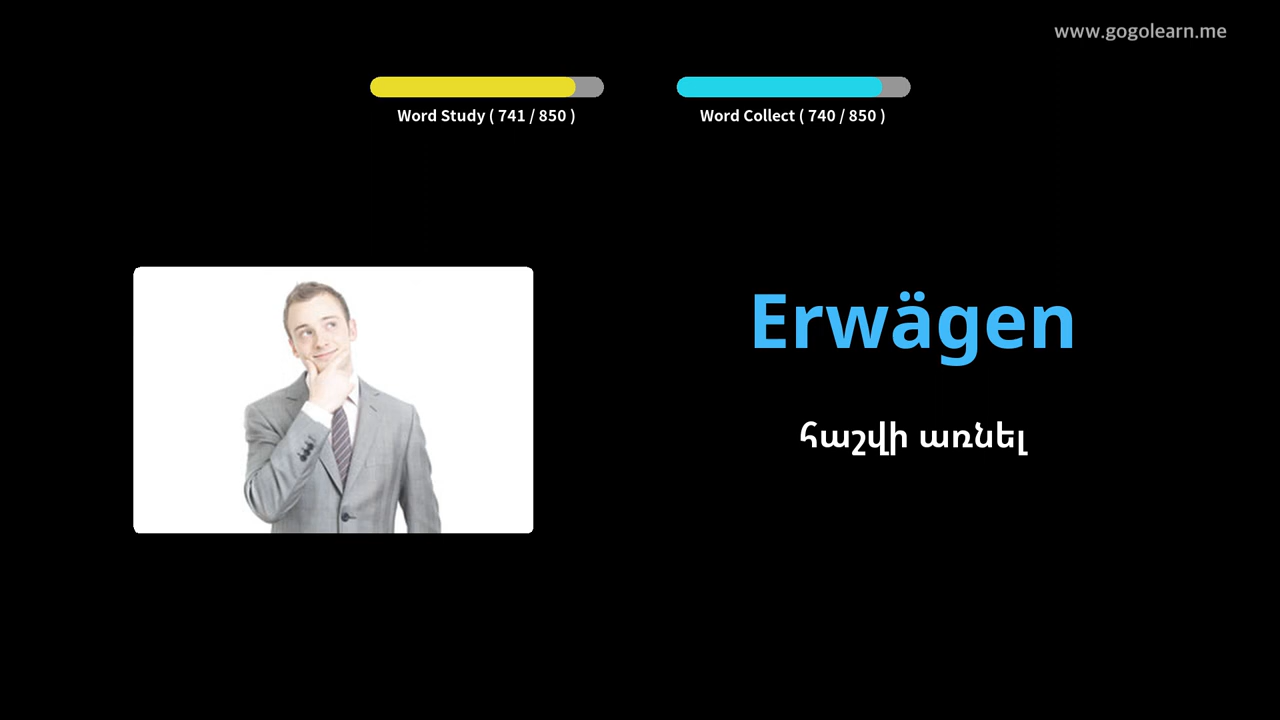 www.gogolearn.me
Word Study ( 741 / 850 )
Word Collect ( 740 / 850 )
Erwägen
հաշվի առնել